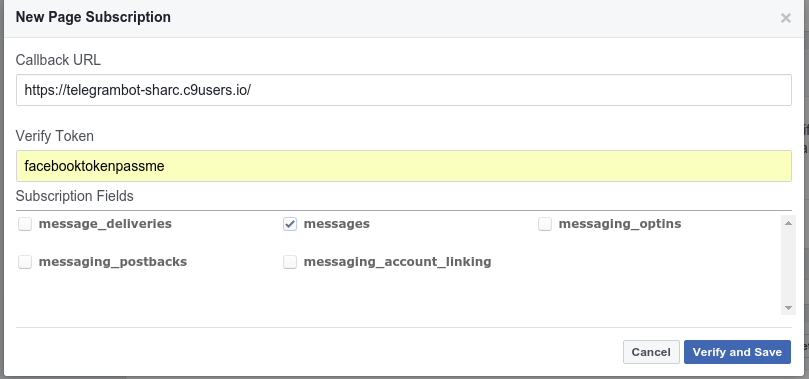 New Page Subscription ×
Callback URL
https://telegrambot-sharc.c9users.io/
Verify Token
facebooktokenpassme
Subscription Fields
message_deliveries messages messaging_optins
messaging_postbacks messaging_account_linking
Cancel Verify and Save